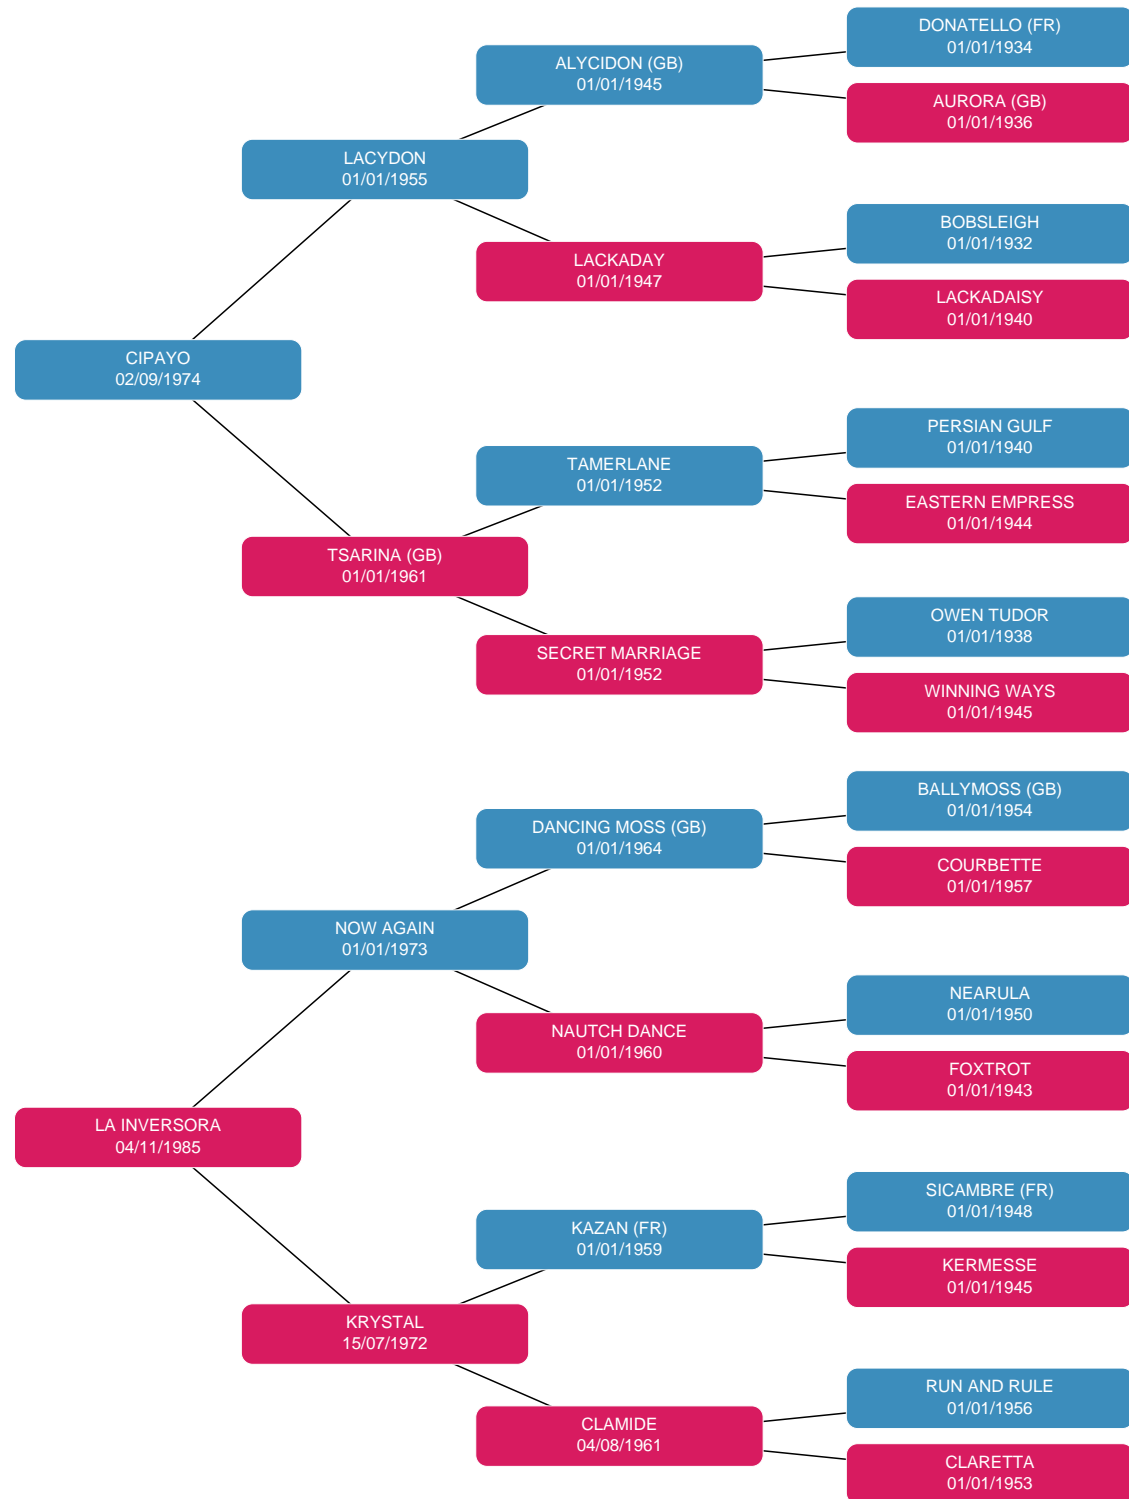 DONATELLO (FR)
01/01/1934
ALYCIDON (GB)
01/01/1945
AURORA (GB)
01/01/1936
LACYDON
01/01/1955
BOBSLEIGH
01/01/1932
LACKADAY
01/01/1947
LACKADAISY
01/01/1940
CIPAYO
02/09/1974
PERSIAN GULF
01/01/1940
TAMERLANE
01/01/1952
EASTERN EMPRESS
01/01/1944
TSARINA (GB)
01/01/1961
OWEN TUDOR
01/01/1938
SECRET MARRIAGE
01/01/1952
WINNING WAYS
01/01/1945
BALLYMOSS (GB)
01/01/1954
DANCING MOSS (GB)
01/01/1964
COURBETTE
01/01/1957
NOW AGAIN
01/01/1973
NEARULA
01/01/1950
NAUTCH DANCE
01/01/1960
FOXTROT
01/01/1943
LA INVERSORA
04/11/1985
SICAMBRE (FR)
01/01/1948
KAZAN (FR)
01/01/1959
KERMESSE
01/01/1945
KRYSTAL
15/07/1972
RUN AND RULE
01/01/1956
CLAMIDE
04/08/1961
CLARETTA
01/01/1953